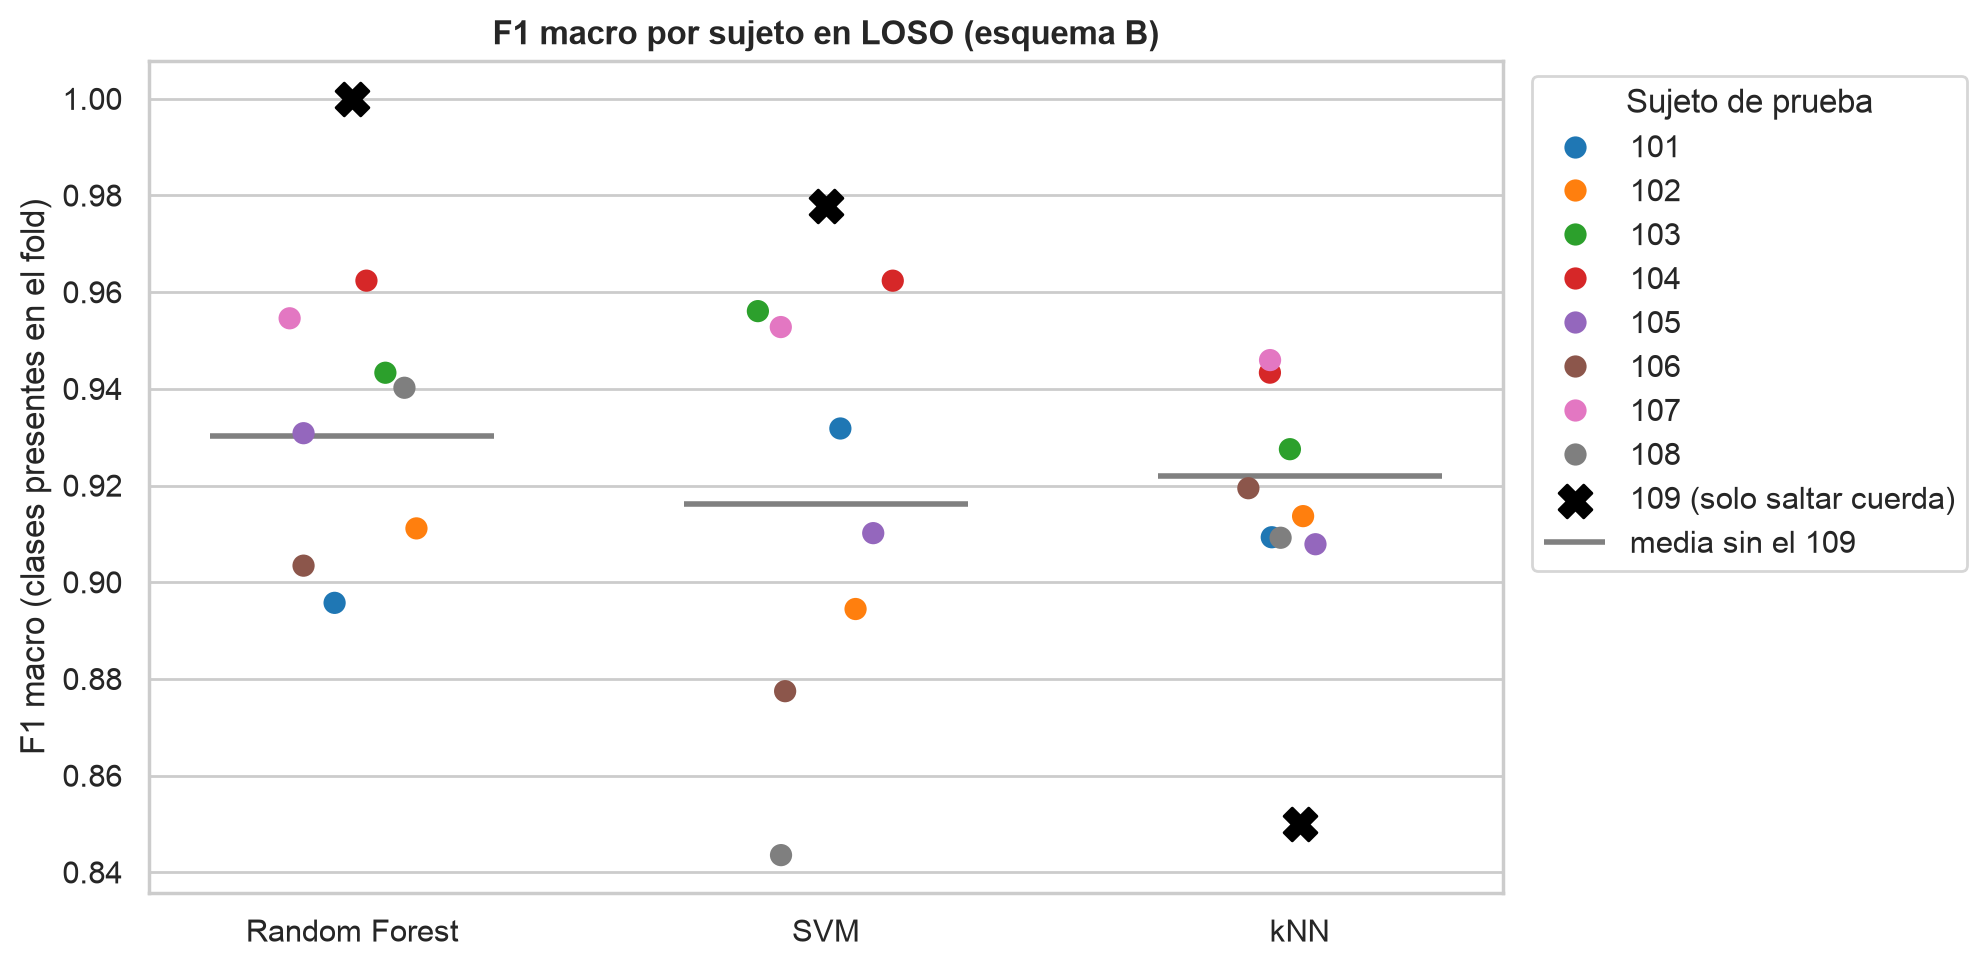 F1 macro por sujeto en LOSO (esquema B)
F1 macro (clases presentes en el fold)
1.00
0.98
0.96
0.94
0.92
0.90
0.88
0.86
0.84
Random Forest
SVM
kNN
Sujeto de prueba
101
102
103
104
105
106
107
108
109 (solo saltar cuerda)
media sin el 109